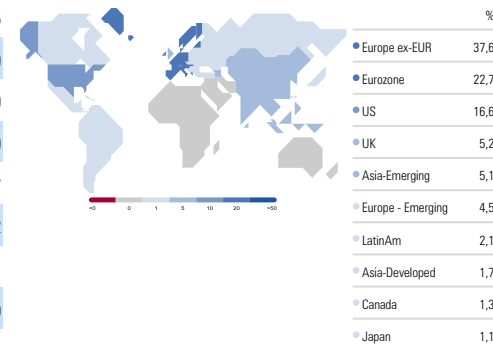 %
Europe ex-EUR 37,6
Eurozone 22,7
US 16,6
UK 5,2
Asia-Emerging 5,1
Europe - Emerging 4,5
LatinAm 2,1
Asia-Developed 1,7
Canada 1,3
Japan 1,1
<0 0 1 5 10 20 >50